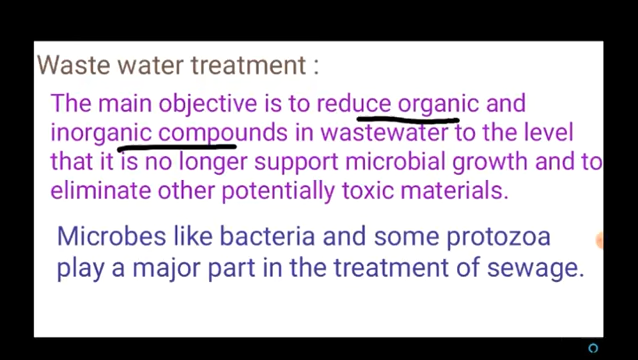 Waste water treatment :
The main objective is to reduce organic and
inorganic compounds in wastewater to the level
that it is no longer support microbial growth and to
eliminate other potentially toxic materials.
Microbes like bacteria and some protozoa
play a major part in the treatment of sewage.